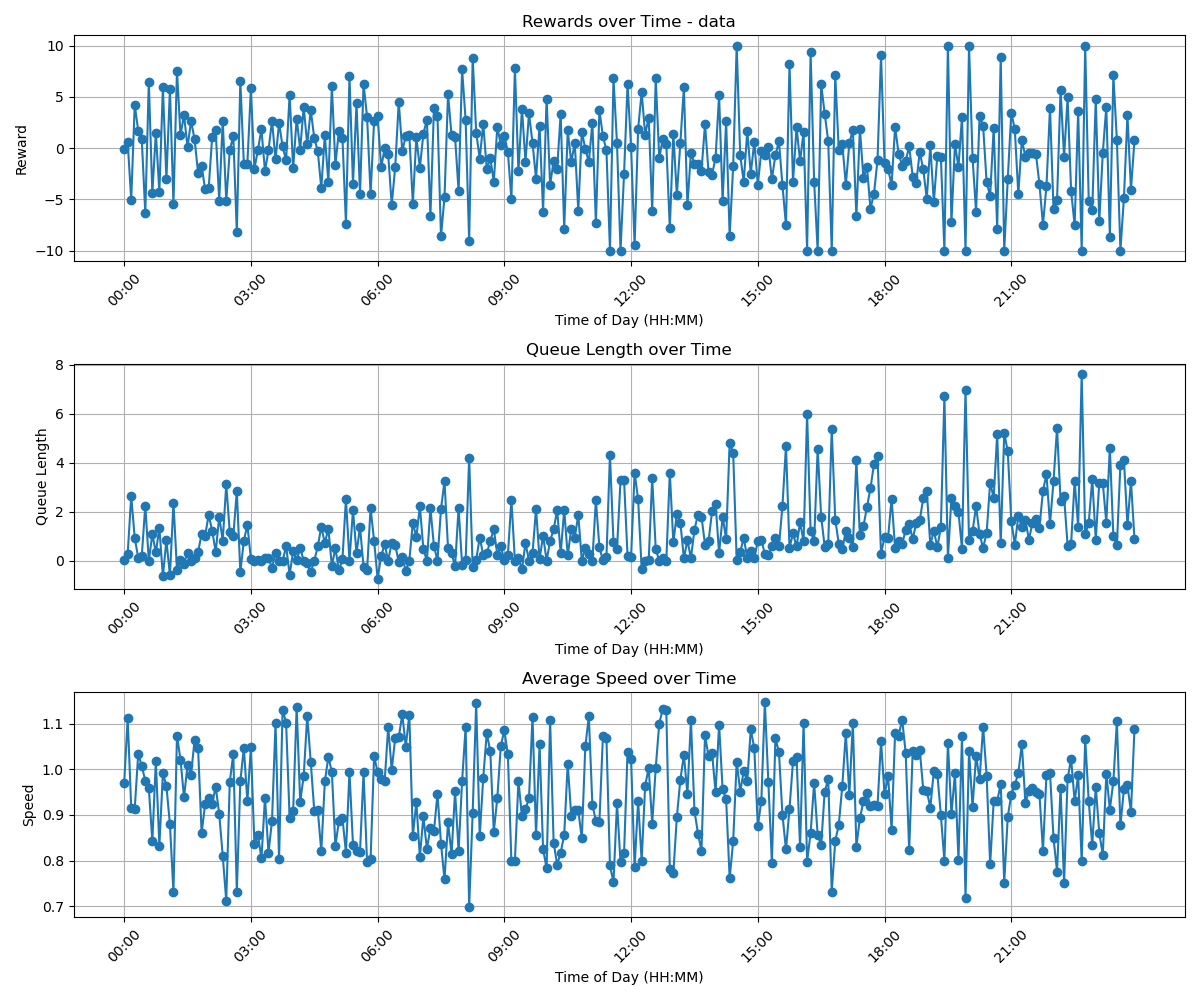 Rewards over Time - data
10
5
0
−5
−10
Reward
00:00 03:00 06:00 09:00 12:00 15:00 18:00 21:00
Time of Day (HH:MM)
Queue Length over Time
8
6
4
2
0
Queue Length
00:00 03:00 06:00 09:00 12:00 15:00 18:00 21:00
Time of Day (HH:MM)
Average Speed over Time
1.1
1.0
0.9
0.8
0.7
Speed
00:00 03:00 06:00 09:00 12:00 15:00 18:00 21:00
Time of Day (HH:MM)